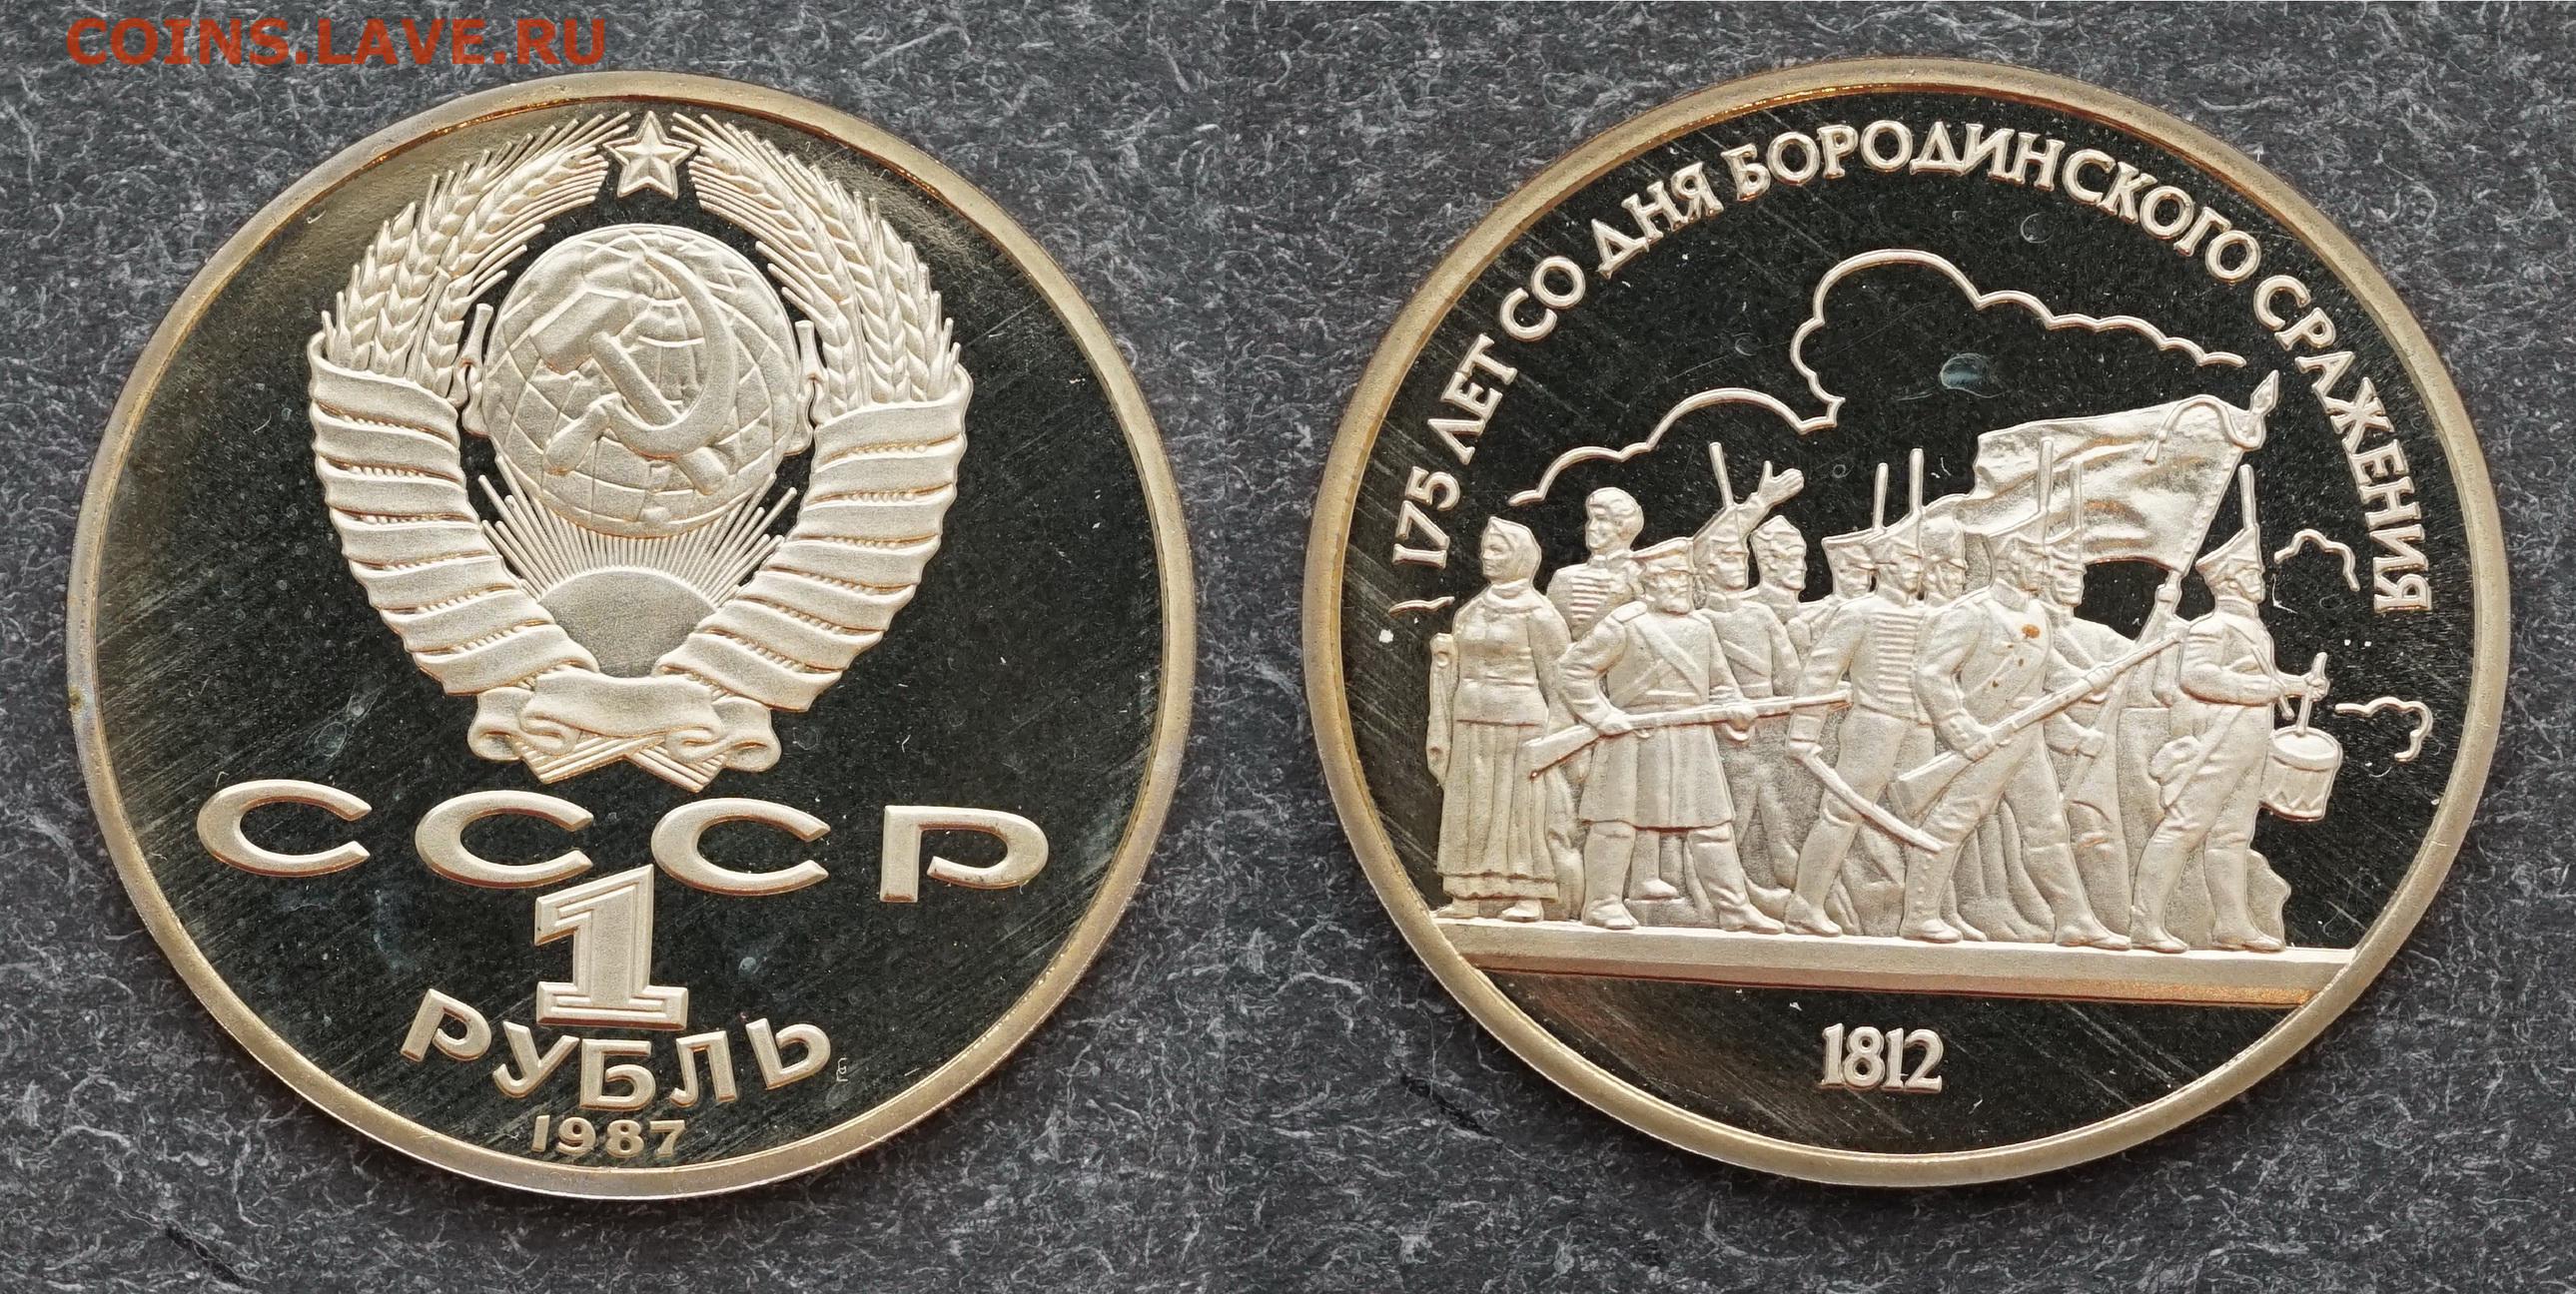 COINS.LAVE.RU
СССР
1
РУБЛЬ
1987
175 ЛЕТ СО ДНЯ БОРОДИНСКОГО СРАЖЕНИЯ
1812